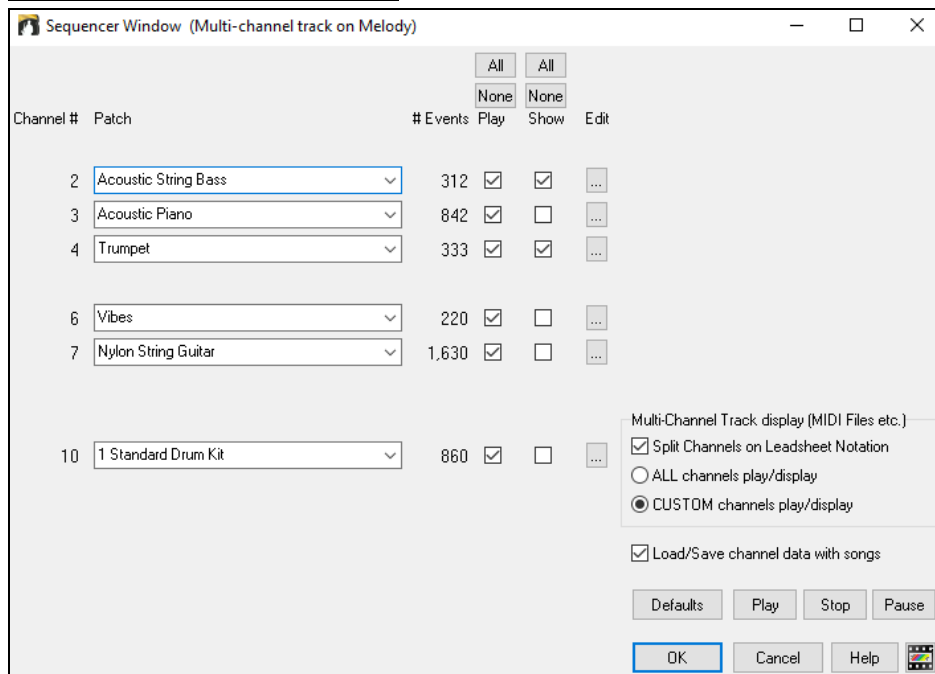 Sequencer Window (Multi-channel track on Melody)
All All
None None
Channel # Patch # Events Play Show Edit
2 Acoustic String Bass 312 ...
3 Acoustic Piano 842 ...
4 Trumpet 333 ...
6 Vibes 220 ...
7 Nylon String Guitar 1,630 ...
Multi-Channel Track display (MIDI Files etc.)
Split Channels on Leadsheet Notation
10 1 Standard Drum Kit 860 ...
ALL channels play/display
CUSTOM channels play/display
Load/Save channel data with songs
Defaults Play Stop Pause
OK Cancel Help